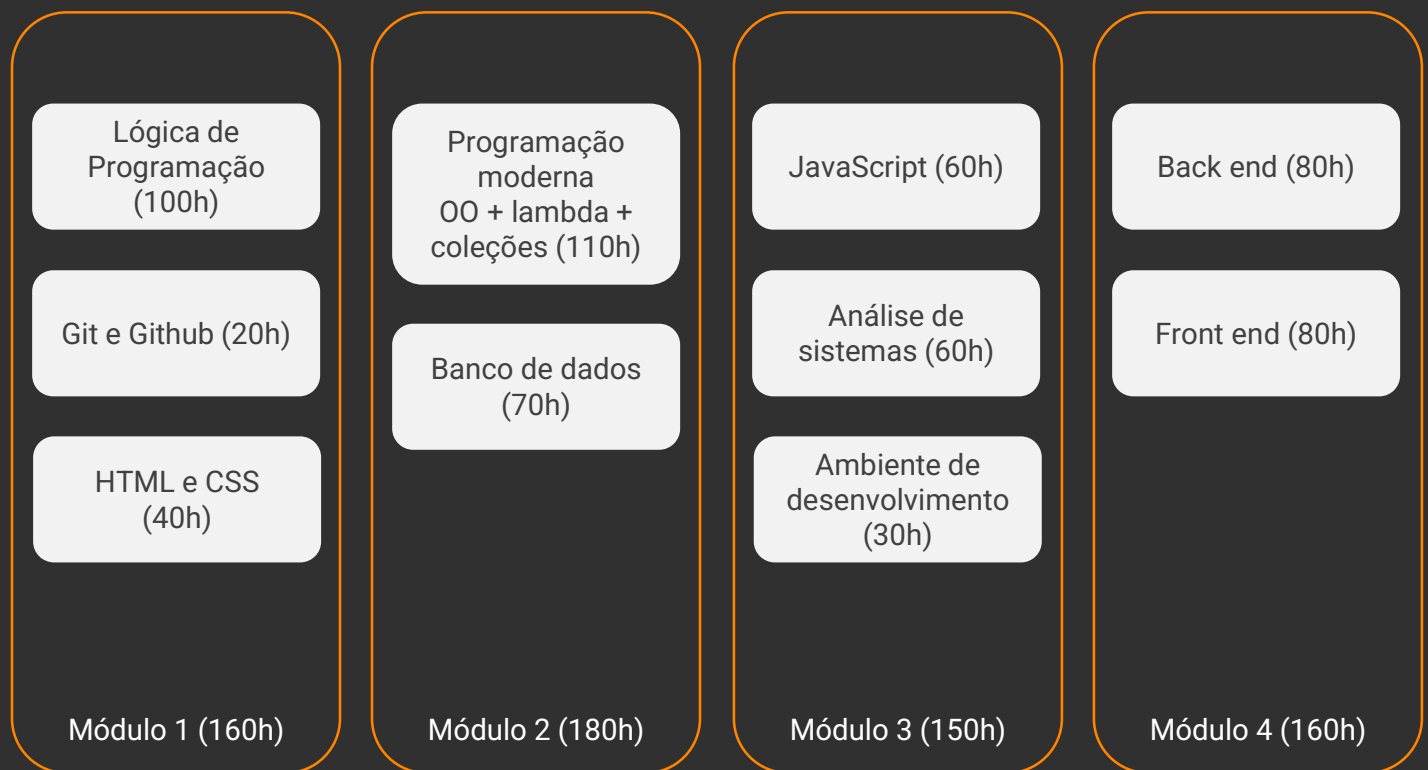 Lógica de
Programação
(100h)
Git e Github (20h)
HTML e CSS
(40h)
Módulo 1 (160h)
Programação
moderna
OO + lambda +
coleções (110h)
Banco de dados
(70h)
Módulo 2 (180h)
JavaScript (60h)
Análise de
sistemas (60h)
Ambiente de
desenvolvimento
(30h)
Módulo 3 (150h)
Back end (80h)
Front end (80h)
Módulo 4 (160h)